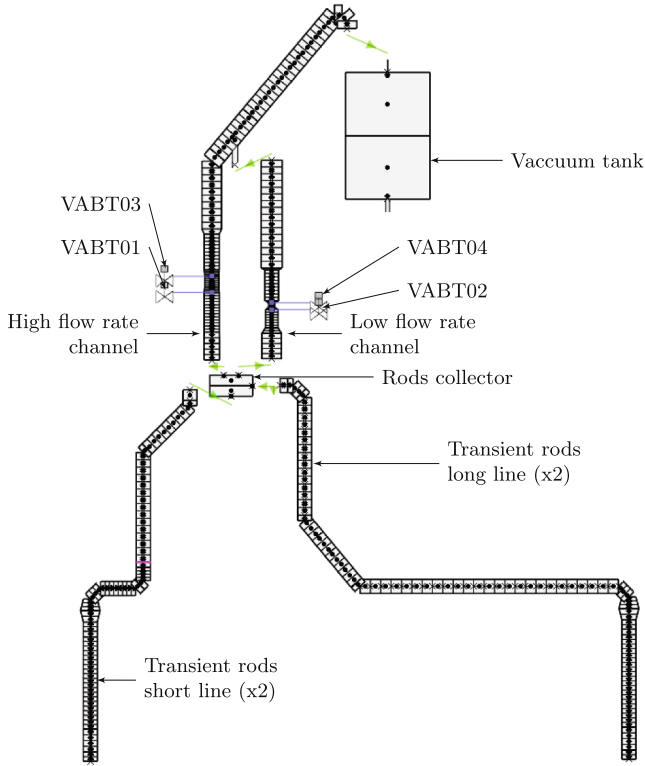 Vaccuum tank
VABT03
VABT01
VABT04
VABT02
High flow rate
channel
Low flow rate
channel
Rods collector
Transient rods
long line (x2)
Transient rods
short line (x2)